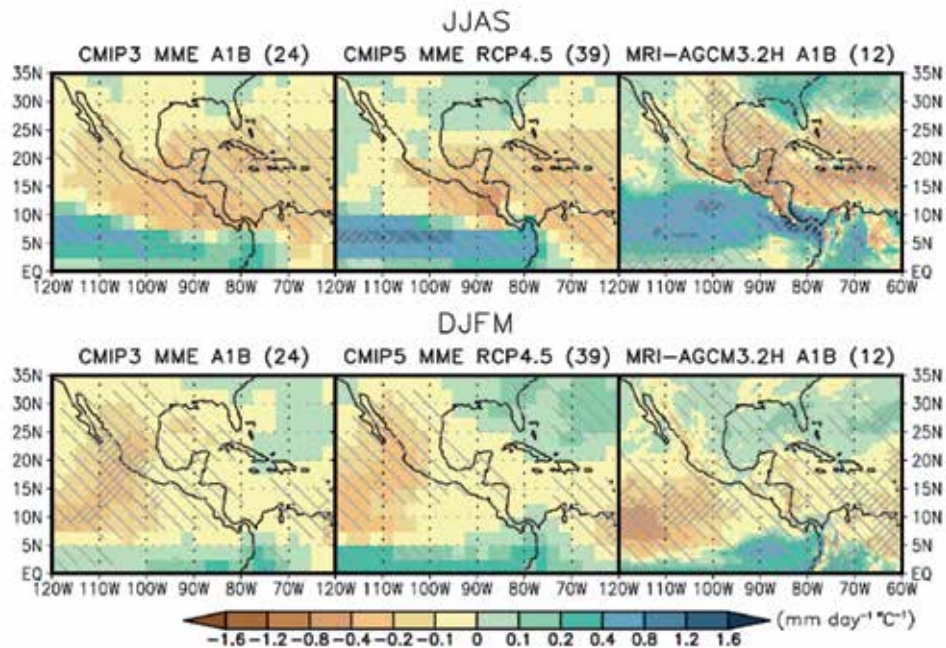 JJAS
CMIP3 MME A1B (24) CMIP5 MME RCP4.5 (39) MRI-AGCM3.2H A1B (12)
35N 35N
30N 30N
25N 25N
20N 20N
15N 15N
10N 10N
5N 5N
EQ EQ
120W 110W 100W 90W 80W 70W 120W 110W 100W 90W 80W 70W 120W 110W 100W 90W 80W 70W 60W
DJFM
CMIP3 MME A1B (24) CMIP5 MME RCP4.5 (39) MRI-AGCM3.2H A1B (12)
35N 35N
30N 30N
25N 25N
20N 20N
15N 15N
10N 10N
5N 5N
EQ EQ
120W 110W 100W 90W 80W 70W 120W 110W 100W 90W 80W 70W 120W 110W 100W 90W 80W 70W 60W
(mm day⁻¹ °C⁻¹)
-1.6 -1.2 -0.8 -0.4 -0.2 -0.1 0 0.1 0.2 0.4 0.8 1.2 1.6